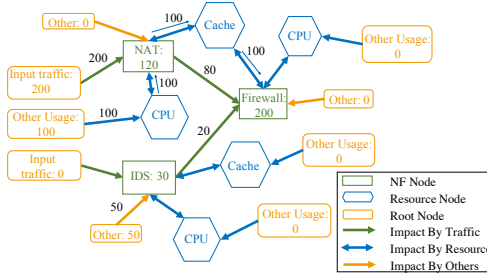 Other: 0
100
Cache
CPU
Other Usage:
0
200
NAT:
120
100
80
Input traffic:
200
100
Firewall:
200
Other: 0
Other Usage:
100
100
CPU
20
Input
traffic: 0
IDS: 30
Cache
Other Usage:
0
50
Other: 50
CPU
Other Usage:
0
NF Node
Resource Node
Root Node
Impact By Traffic
Impact By Resource
Impact By Others